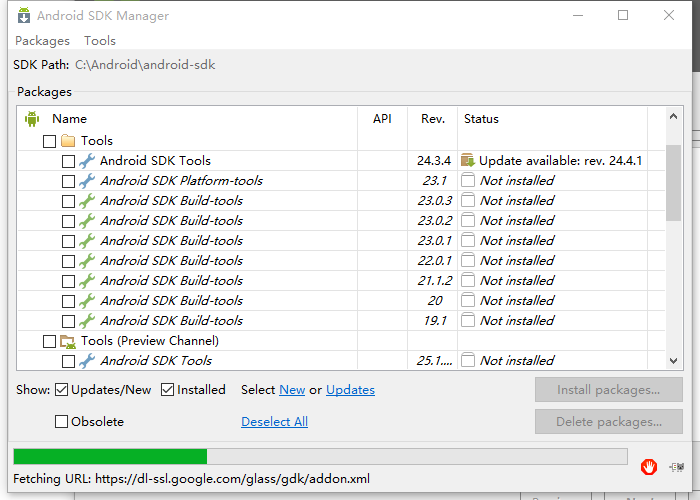 Android SDK Manager
Packages Tools
SDK Path: C:\Android\android-sdk
Packages
Name API Rev. Status
Tools
Android SDK Tools 24.3.4 Update available: rev. 24.4.1
Android SDK Platform-tools 23.1 Not installed
Android SDK Build-tools 23.0.3 Not installed
Android SDK Build-tools 23.0.2 Not installed
Android SDK Build-tools 23.0.1 Not installed
Android SDK Build-tools 22.0.1 Not installed
Android SDK Build-tools 21.1.2 Not installed
Android SDK Build-tools 20 Not installed
Android SDK Build-tools 19.1 Not installed
Tools (Preview Channel)
Android SDK Tools 25.1.... Not installed
Show: Updates/New Installed Select New or Updates Install packages...
Obsolete Deselect All Delete packages...
Fetching URL: https://dl-ssl.google.com/glass/gdk/addon.xml